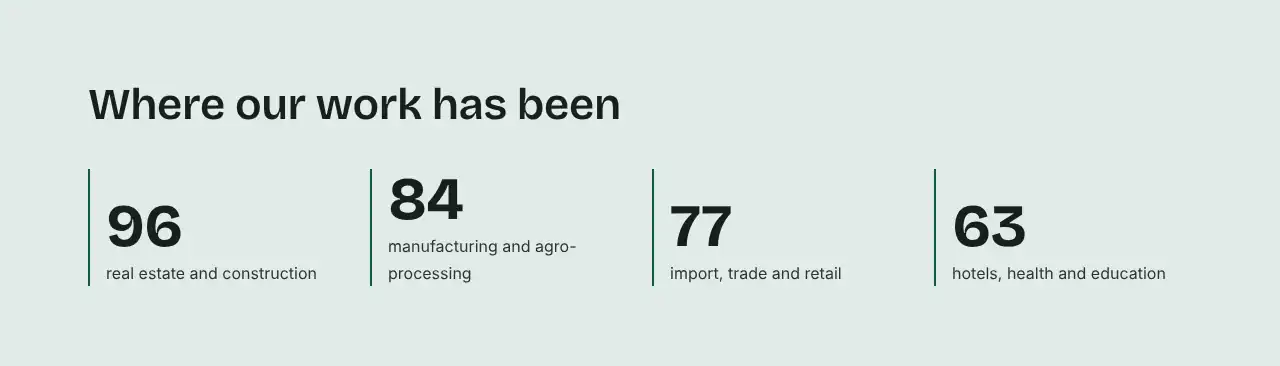 Where our work has been
96
real estate and construction
84
manufacturing and agro-
processing
77
import, trade and retail
63
hotels, health and education